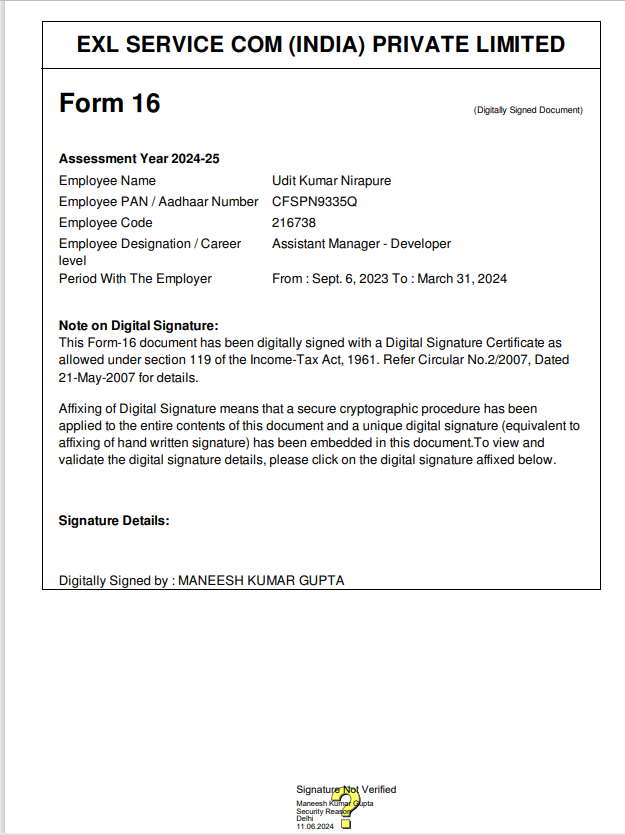 EXL SERVICE COM (INDIA) PRIVATE LIMITED
Form 16
(Digitally Signed Document)
Assessment Year 2024-25
Employee Name Udit Kumar Nirapure
Employee PAN / Aadhaar Number CFSPN9335Q
Employee Code 216738
Employee Designation / Career Assistant Manager - Developer
level
Period With The Employer From : Sept. 6, 2023 To : March 31, 2024
Note on Digital Signature:
This Form-16 document has been digitally signed with a Digital Signature Certificate as
allowed under section 119 of the Income-Tax Act, 1961. Refer Circular No.2/2007, Dated
21-May-2007 for details.
Affixing of Digital Signature means that a secure cryptographic procedure has been
applied to the entire contents of this document and a unique digital signature (equivalent to
affixing of hand written signature) has been embedded in this document.To view and
validate the digital signature details, please click on the digital signature affixed below.
Signature Details:
Digitally Signed by : MANEESH KUMAR GUPTA
Signature Not Verified
Maneesh Kumar Gupta
Security Reason
Delhi
11.06.2024